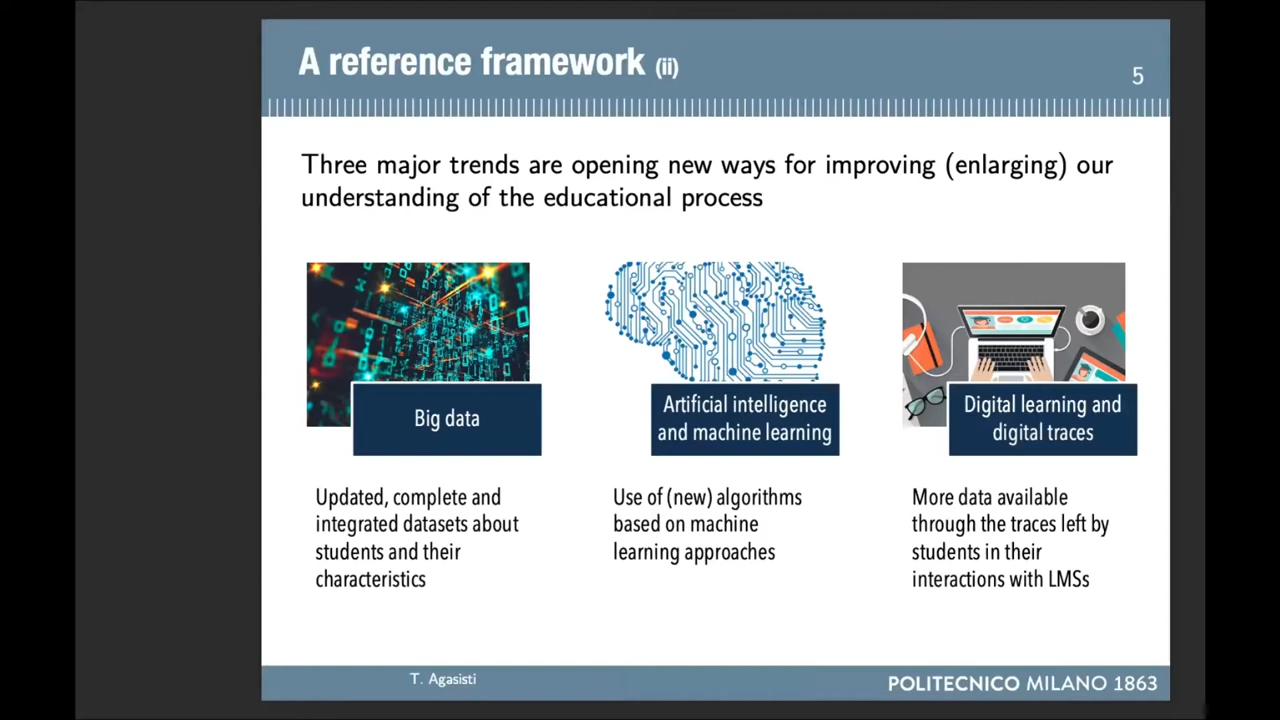 A reference framework (ii)
5
Three major trends are opening new ways for improving (enlarging) our
understanding of the educational process
Big data
Artificial intelligence
and machine learning
Digital learning and
digital traces
Updated, complete and
integrated datasets about
students and their
characteristics
Use of (new) algorithms
based on machine
learning approaches
More data available
through the traces left by
students in their
interactions with LMSs
T. Agasisti
POLITECNICO MILANO 1863